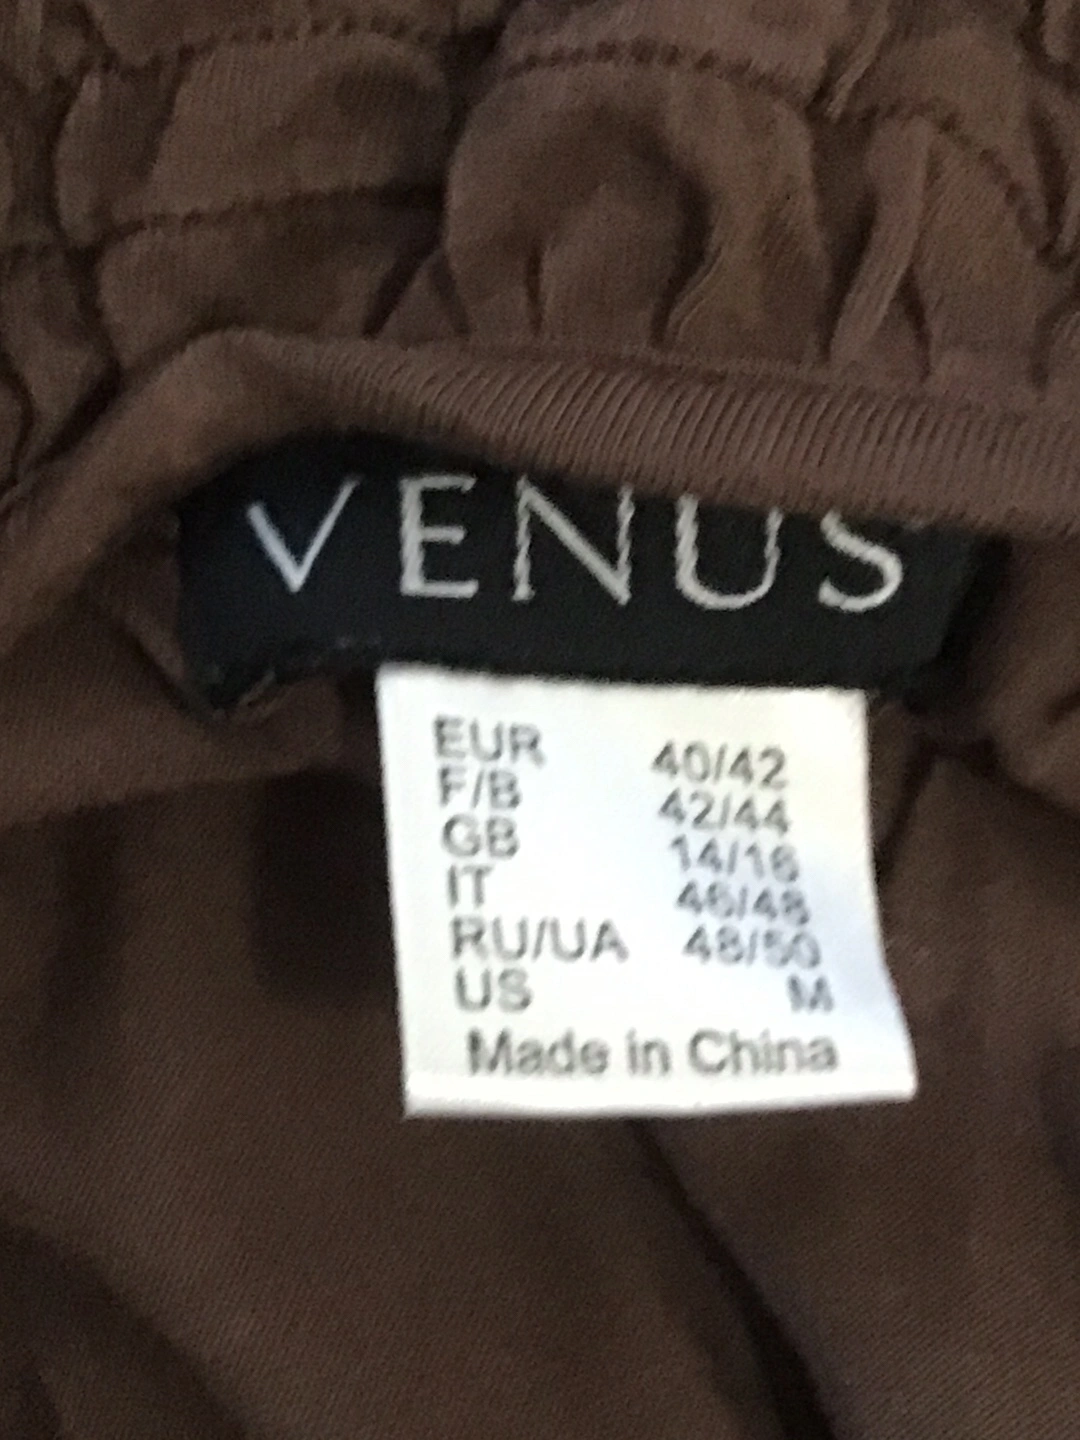 VENUS
EUR 40/42
F/B 42/44
GB 14/16
IT 46/48
RU/UA 48/50
US M
Made in China